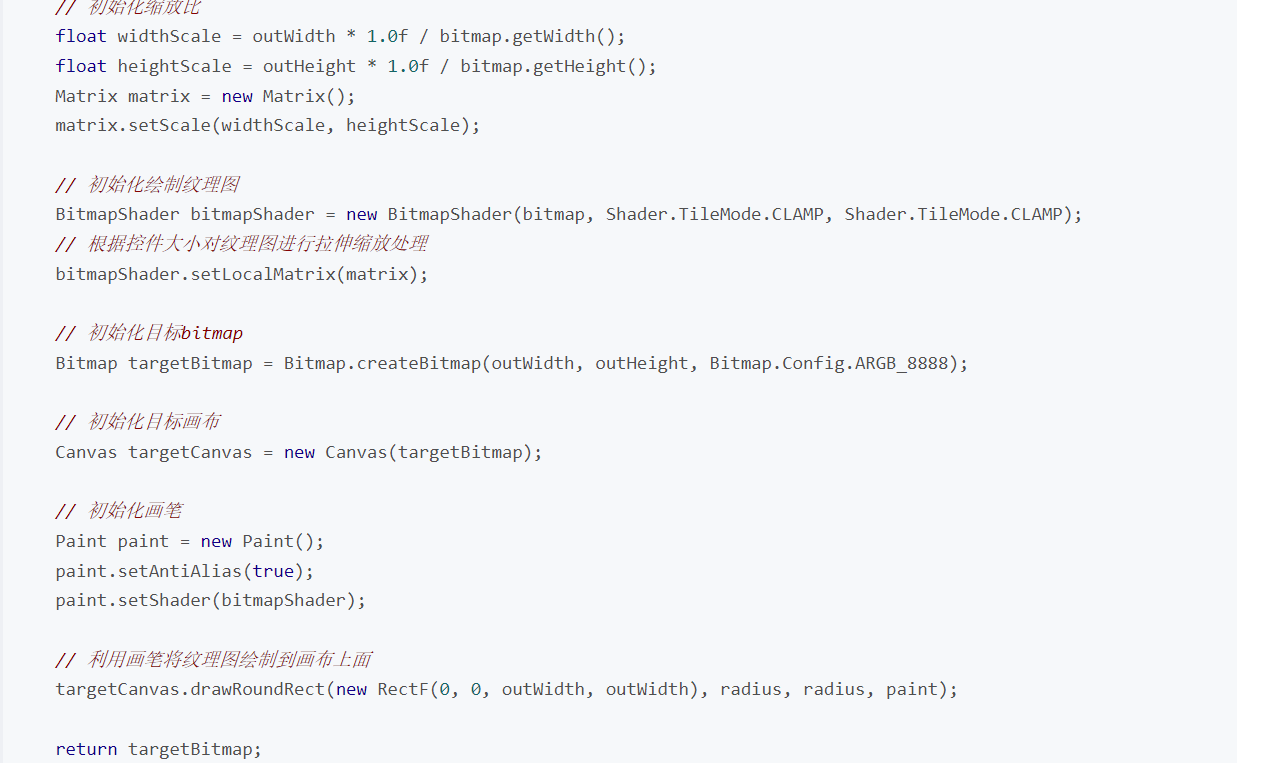 // 初始化缩放比
float widthScale = outWidth * 1.0f / bitmap.getWidth();
float heightScale = outHeight * 1.0f / bitmap.getHeight();
Matrix matrix = new Matrix();
matrix.setScale(widthScale, heightScale);
// 初始化绘制纹理图
BitmapShader bitmapShader = new BitmapShader(bitmap, Shader.TileMode.CLAMP, Shader.TileMode.CLAMP);
// 根据控件大小对纹理图进行拉伸缩放处理
bitmapShader.setLocalMatrix(matrix);
// 初始化目标bitmap
Bitmap targetBitmap = Bitmap.createBitmap(outWidth, outHeight, Bitmap.Config.ARGB_8888);
// 初始化目标画布
Canvas targetCanvas = new Canvas(targetBitmap);
// 初始化画笔
Paint paint = new Paint();
paint.setAntiAlias(true);
paint.setShader(bitmapShader);
// 利用画笔将纹理图绘制到画布上面
targetCanvas.drawRoundRect(new RectF(0, 0, outWidth, outWidth), radius, radius, paint);
return targetBitmap;